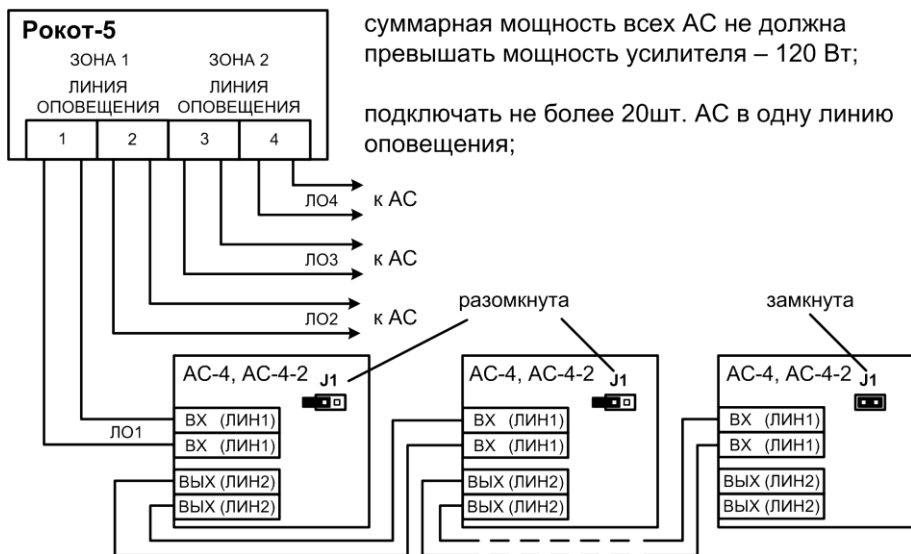 Рокот-5
ЗОНА 1
ЗОНА 2
ЛИНИЯ
ОПОВЕЩЕНИЯ
ЛИНИЯ
ОПОВЕЩЕНИЯ
1
2
3
4
суммарная мощность всех АС не должна
превышать мощность усилителя – 120 Вт;
подключать не более 20шт. АС в одну линию
оповещения;
ЛО4
к АС
ЛО3
к АС
ЛО2
к АС
разомкнута
замкнута
АС-4, АС-4-2
J1
ВХ (ЛИН1)
ВХ (ЛИН1)
ВЫХ (ЛИН2)
ВЫХ (ЛИН2)
ЛО1
АС-4, АС-4-2
J1
ВХ (ЛИН1)
ВХ (ЛИН1)
ВЫХ (ЛИН2)
ВЫХ (ЛИН2)
АС-4, АС-4-2
J1
ВХ (ЛИН1)
ВХ (ЛИН1)
ВЫХ (ЛИН2)
ВЫХ (ЛИН2)